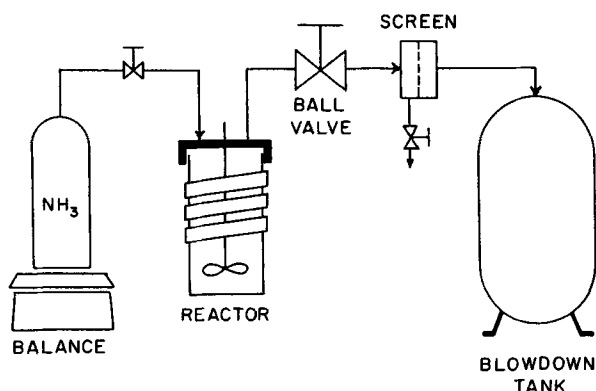 SCREEN
BALL
VALVE
NH₃
REACTOR
BALANCE
BLOWDOWN
TANK